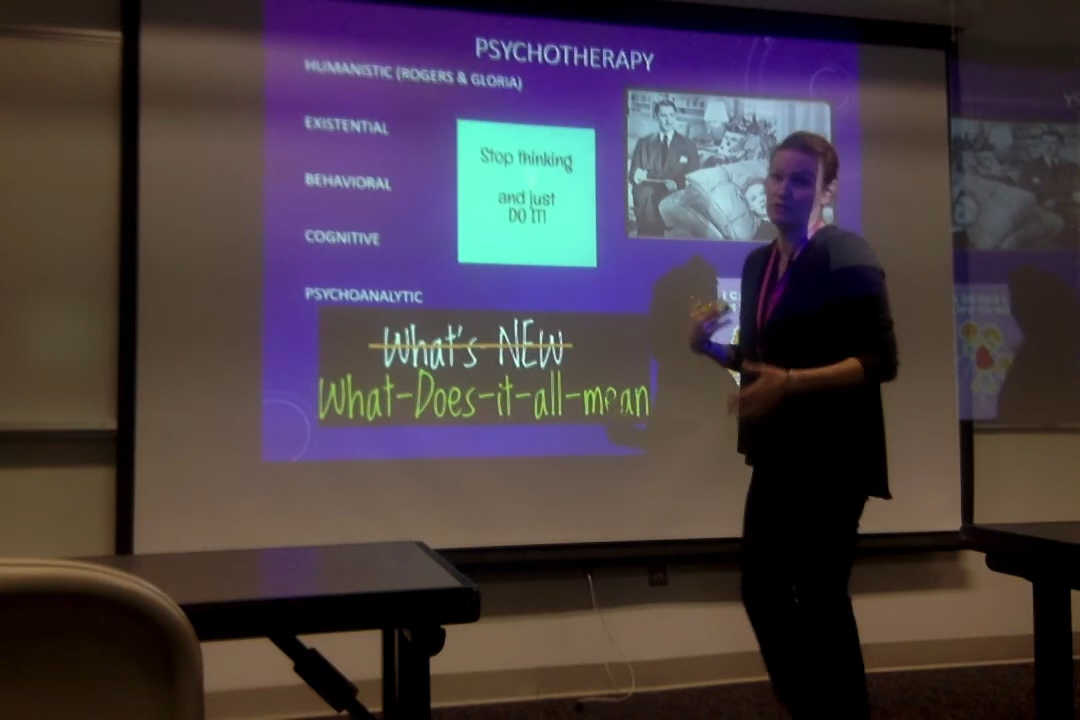 PSYCHOTHERAPY
HUMANISTIC (ROGERS & GLORIA)
EXISTENTIAL
BEHAVIORAL
COGNITIVE
PSYCHOANALYTIC
Stop thinking
and just
DO IT!
What's NEW
What-Does-it-all-mean